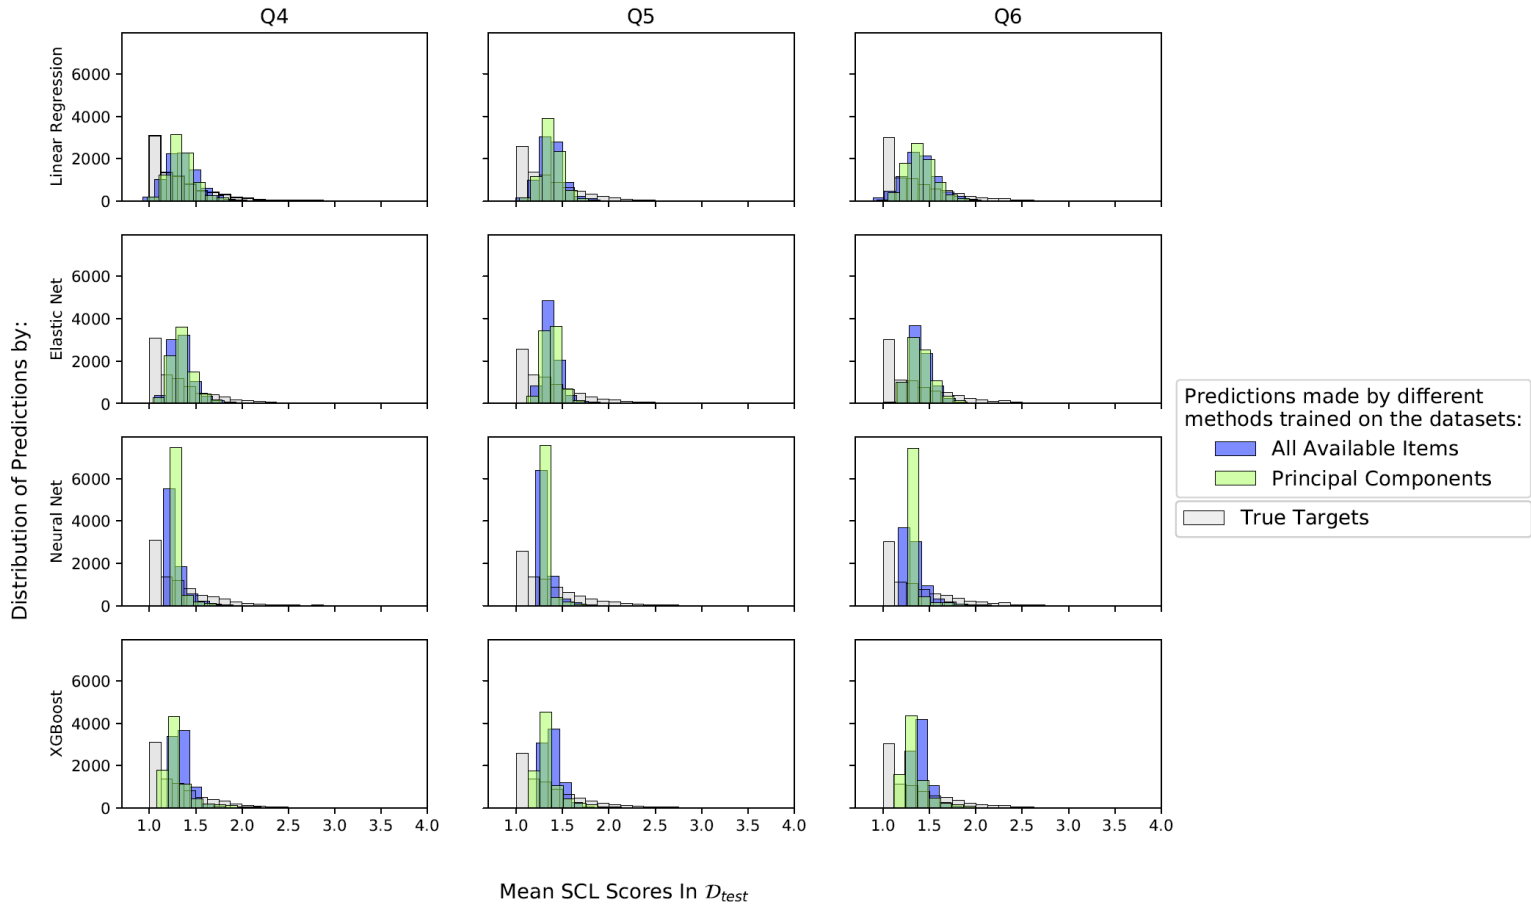 Q4 Q5 Q6
Distribution of Predictions by:
Linear Regression
6000
4000
2000
0
Elastic Net
6000
4000
2000
0
Neural Net
6000
4000
2000
0
XGBoost
6000
4000
2000
0
1.0 1.5 2.0 2.5 3.0 3.5 4.0
1.0 1.5 2.0 2.5 3.0 3.5 4.0
1.0 1.5 2.0 2.5 3.0 3.5 4.0
Mean SCL Scores In 𝒟test
Predictions made by different
methods trained on the datasets:
All Available Items
Principal Components
True Targets